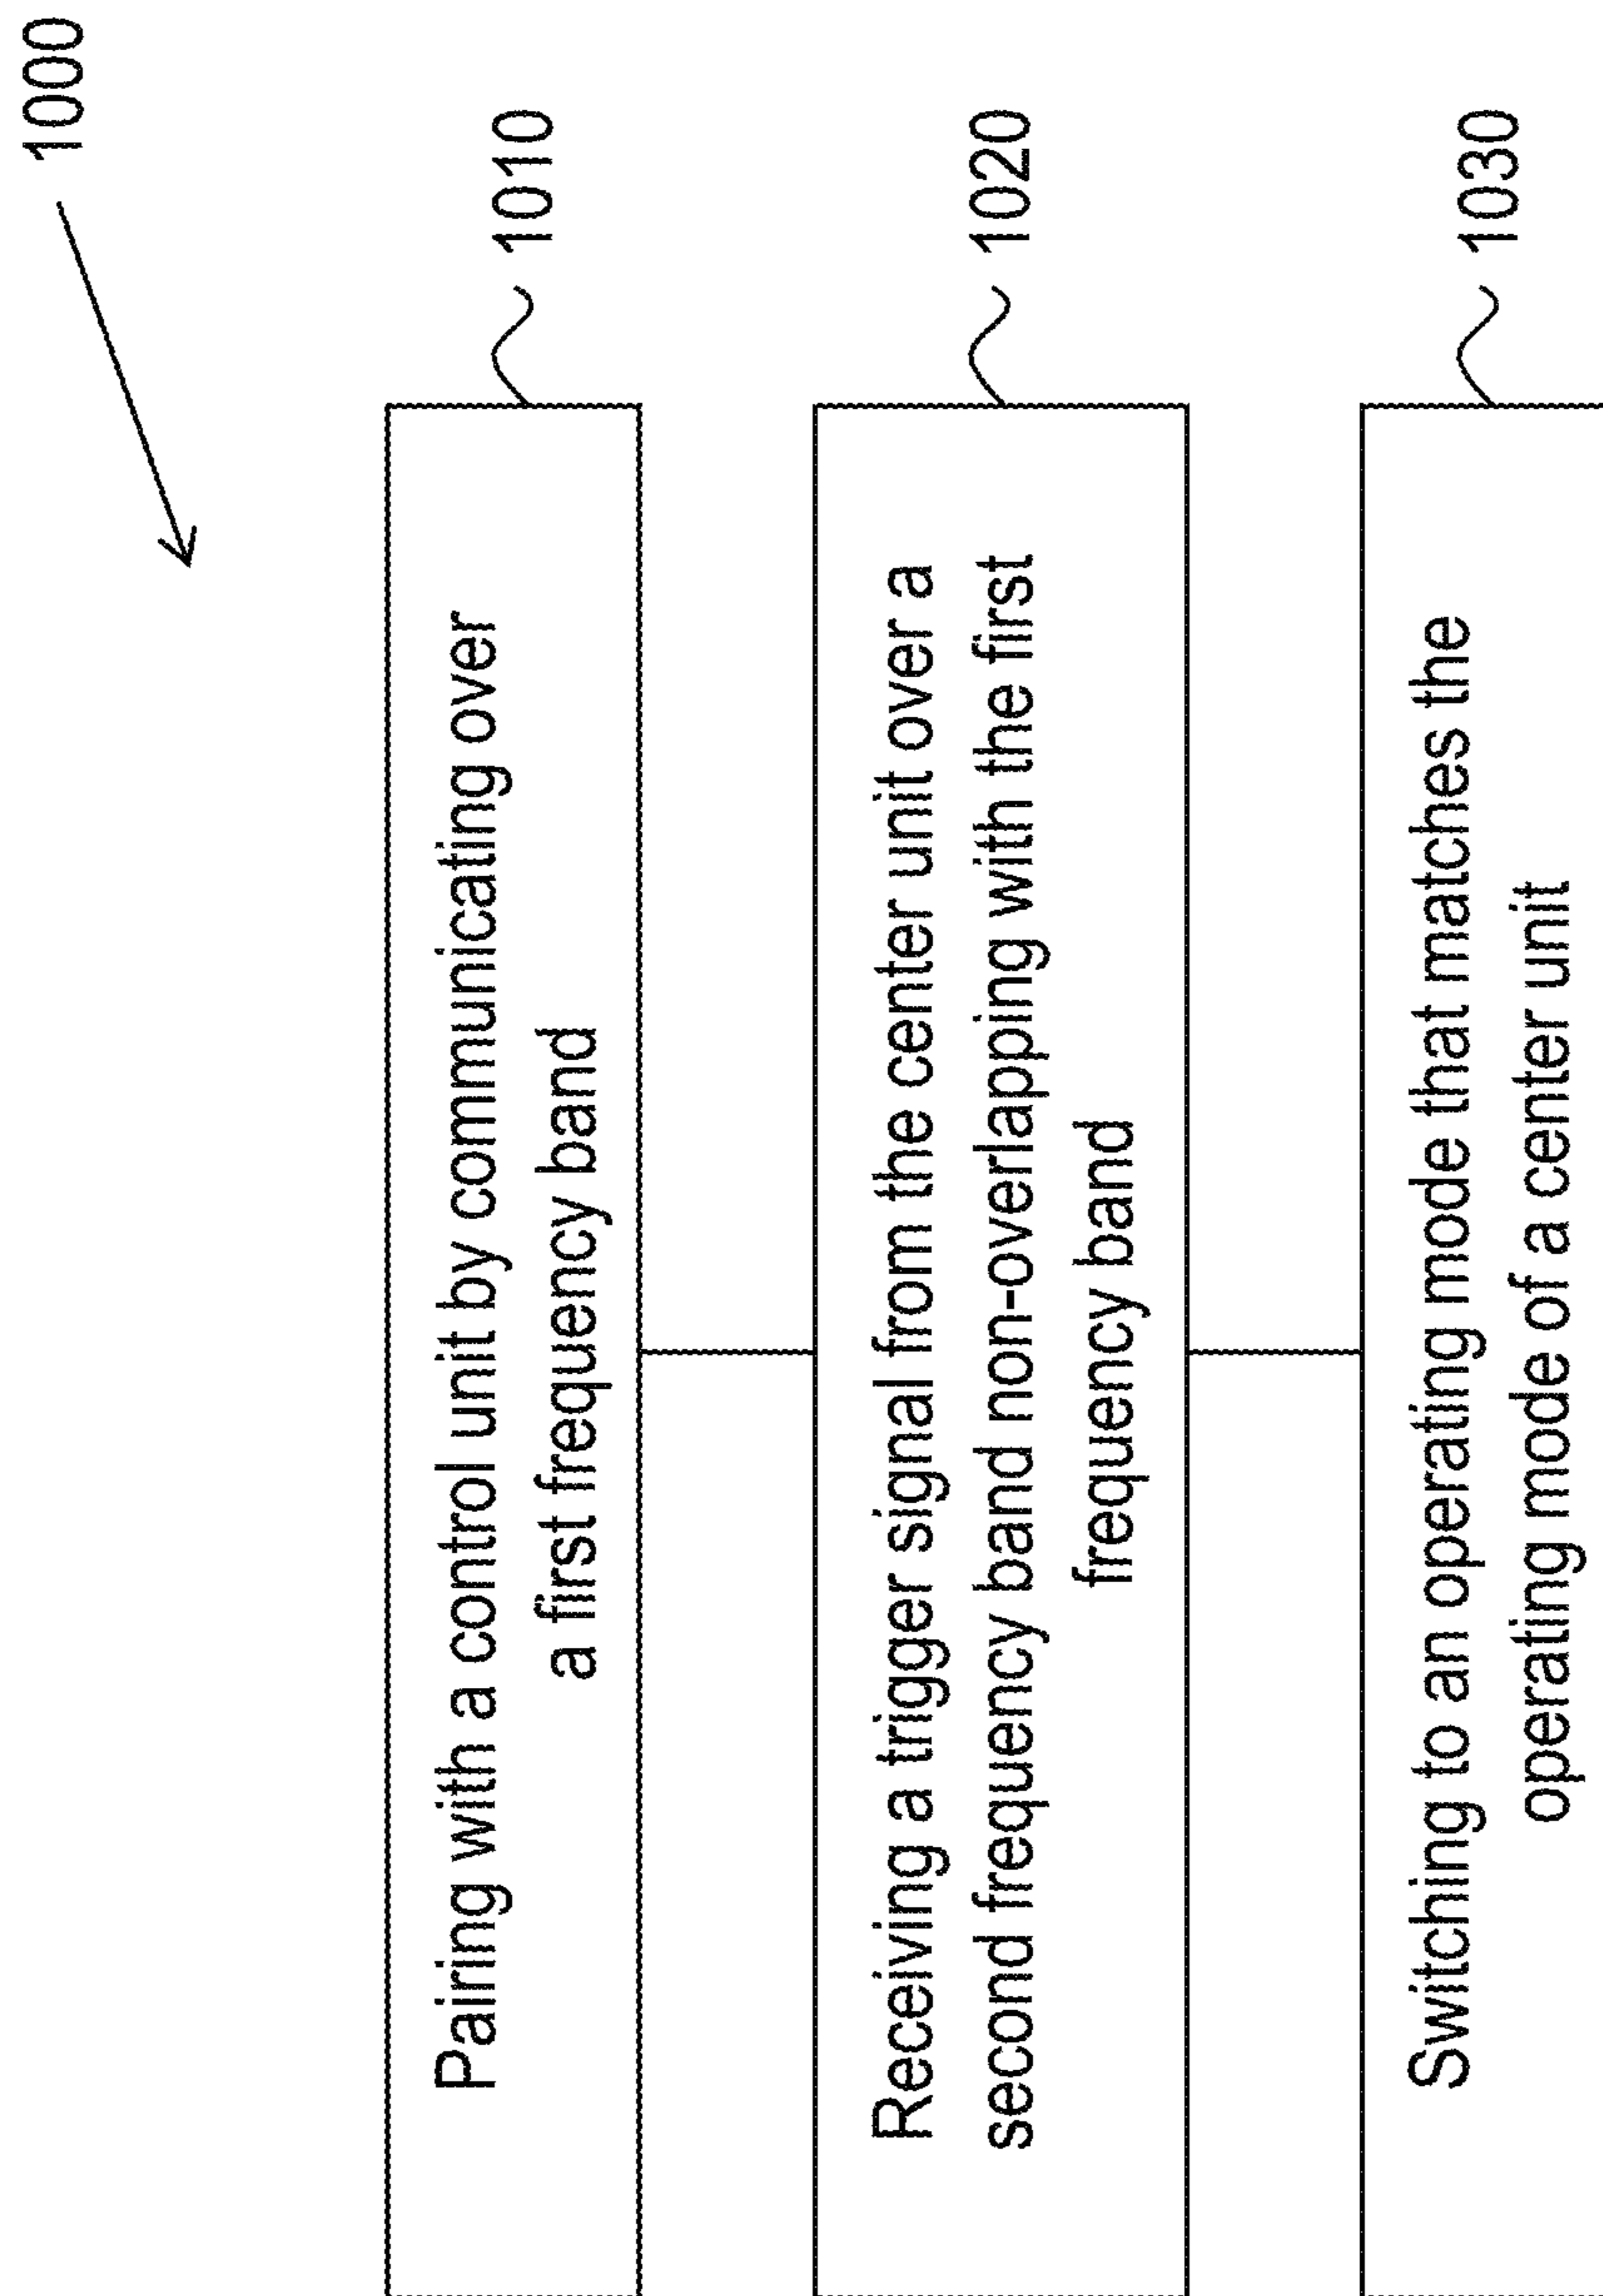 1000
Pairing with a control unit by communicating over
a first frequency band
1010
Receiving a trigger signal from the center unit over a
second frequency band non-overlapping with the first
frequency band
1020
Switching to an operating mode that matches the
operating mode of a center unit
1030